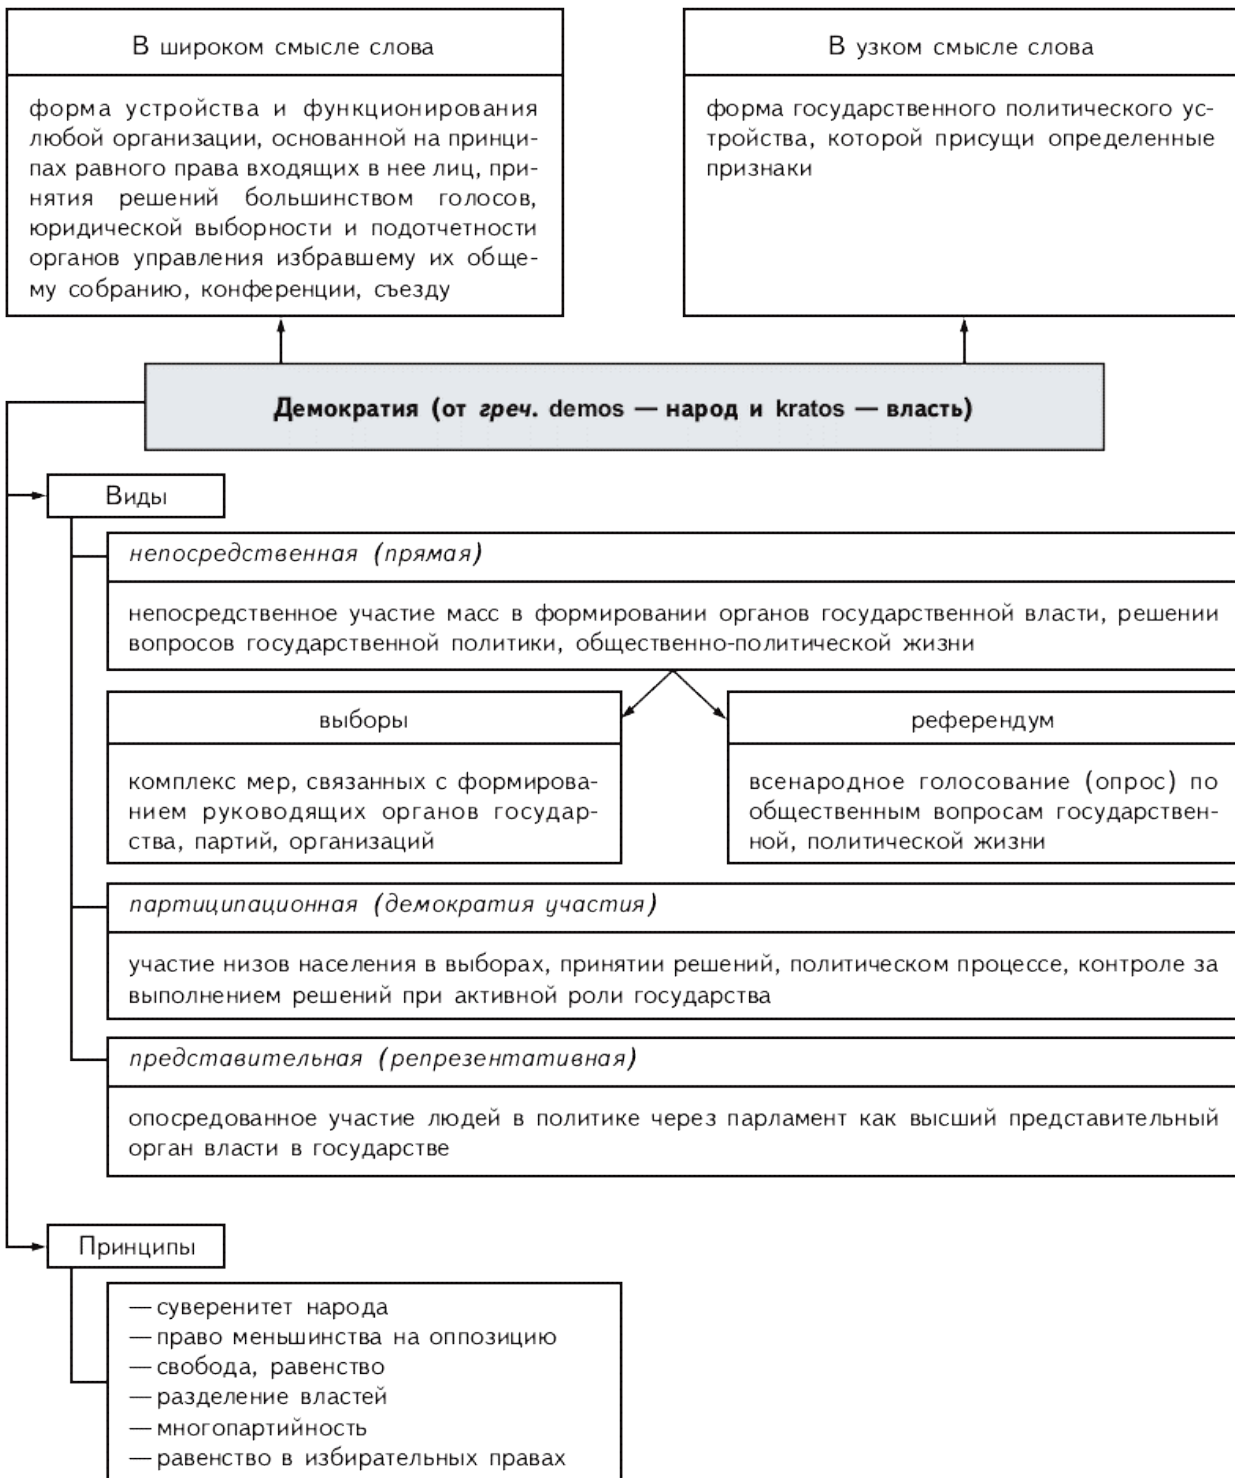 В широком смысле слова
форма устройства и функционирования
любой организации, основанной на принци-
пах равного права входящих в нее лиц, при-
нятия решений большинством голосов,
юридической выборности и подотчетности
органов управления избравшему их обще-
му собранию, конференции, съезду
В узком смысле слова
форма государственного политического ус-
тройства, которой присущи определенные
признаки
Демократия (от греч. demos — народ и kratos — власть)
Виды
непосредственная (прямая)
непосредственное участие масс в формировании органов государственной власти, решении
вопросов государственной политики, общественно-политической жизни
выборы
комплекс мер, связанных с формирова-
нием руководящих органов государ-
ства, партий, организаций
референдум
всенародное голосование (опрос) по
общественным вопросам государствен-
ной, политической жизни
партиципационная (демократия участия)
участие низов населения в выборах, принятии решений, политическом процессе, контроле за
выполнением решений при активной роли государства
представительная (репрезентативная)
опосредованное участие людей в политике через парламент как высший представительный
орган власти в государстве
Принципы
— суверенитет народа
— право меньшинства на оппозицию
— свобода, равенство
— разделение властей
— многопартийность
— равенство в избирательных правах